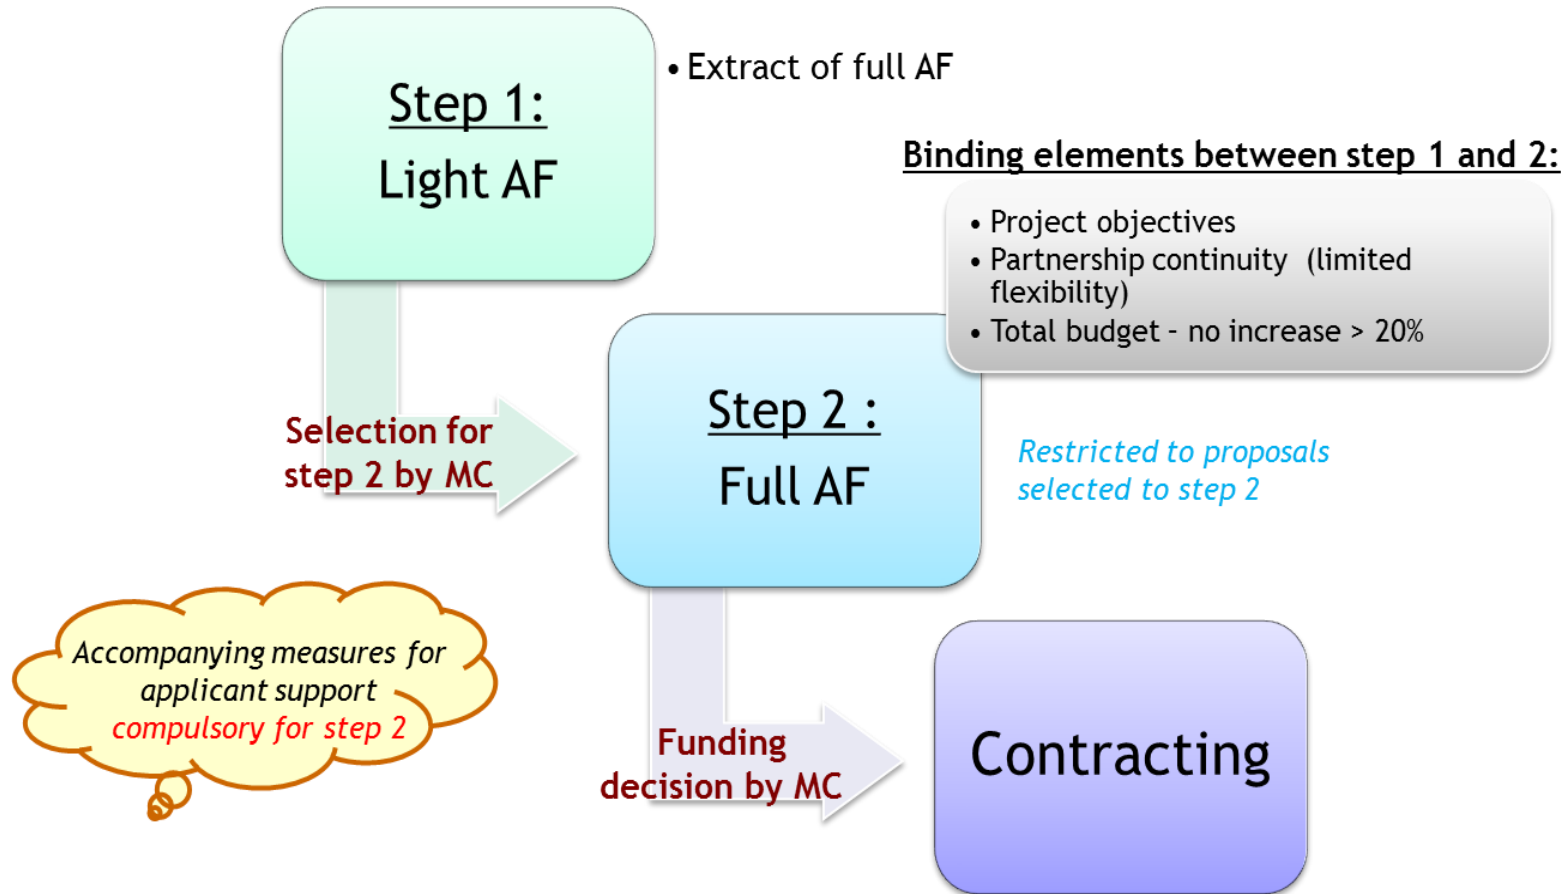 Step 1:
Light AF
• Extract of full AF
Binding elements between step 1 and 2:
• Project objectives
• Partnership continuity (limited
flexibility)
• Total budget – no increase > 20%
Selection for
step 2 by MC
Step 2 :
Full AF
Restricted to proposals
selected to step 2
Accompanying measures for
applicant support
compulsory for step 2
Funding
decision by MC
Contracting